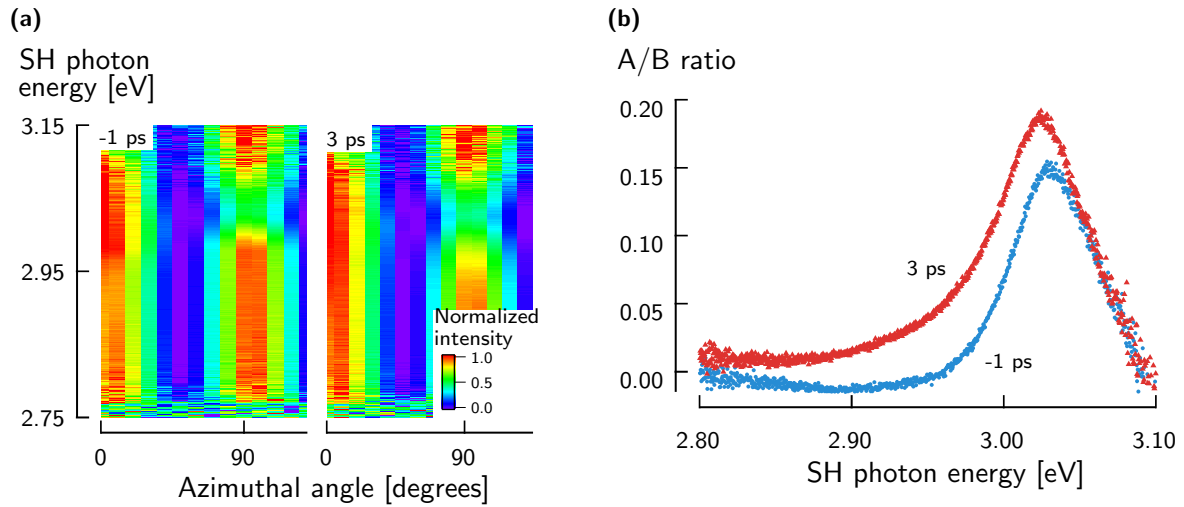 (a)
SH photon
energy [eV]
3.15
2.95
2.75
-1 ps
3 ps
Normalized
intensity
1.0
0.5
0.0
0
90
0
90
Azimuthal angle [degrees]
(b)
A/B ratio
0.20
0.15
0.10
0.05
0.00
3 ps
-1 ps
2.80
2.90
3.00
3.10
SH photon energy [eV]